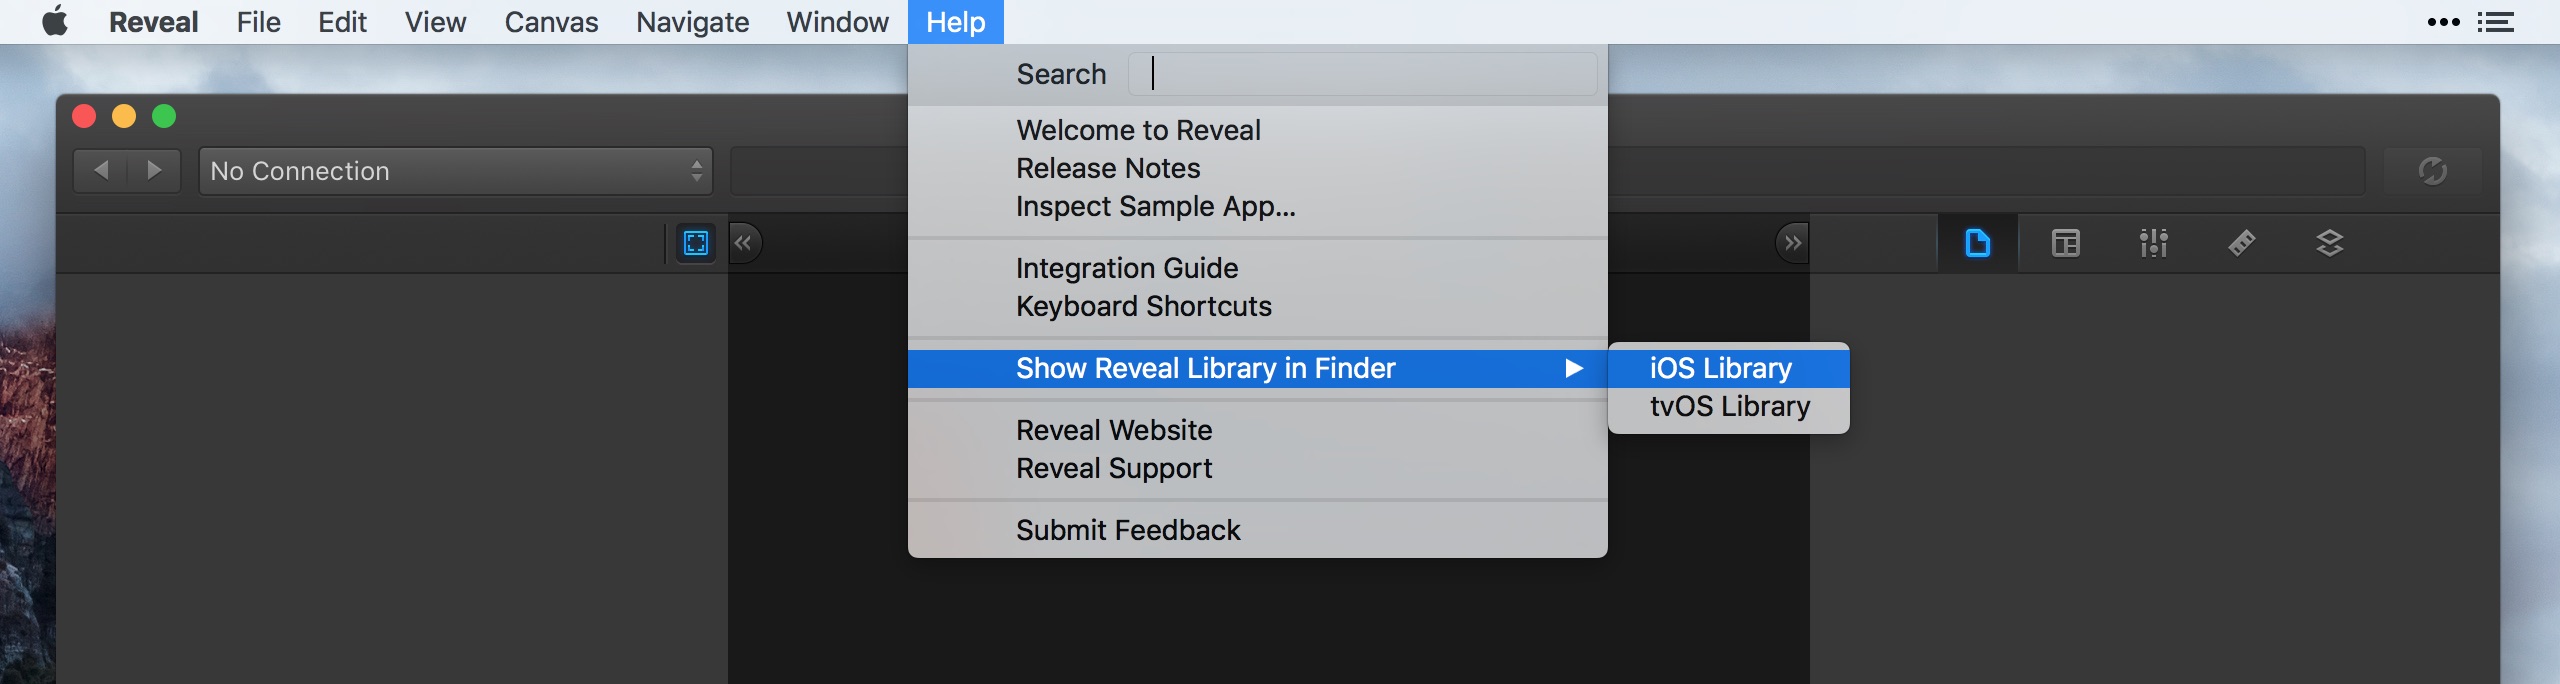 Reveal File Edit View Canvas Navigate Window Help
Search
Welcome to Reveal
Release Notes
Inspect Sample App...
Integration Guide
Keyboard Shortcuts
Show Reveal Library in Finder
Reveal Website
Reveal Support
Submit Feedback
iOS Library
tvOS Library
No Connection